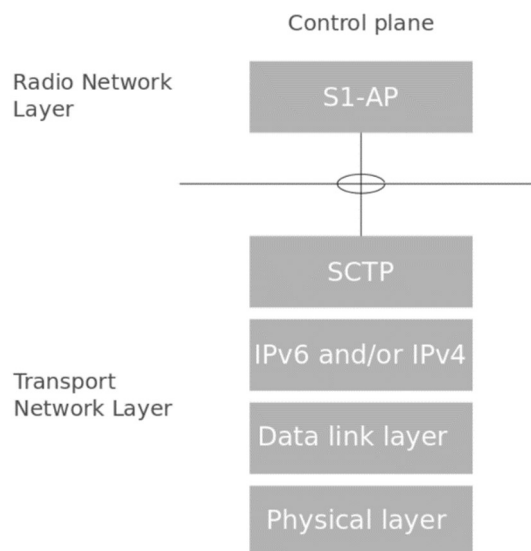 Control plane
Radio Network
Layer
S1-AP
SCTP
IPv6 and/or IPv4
Transport
Network Layer
Data link layer
Physical layer